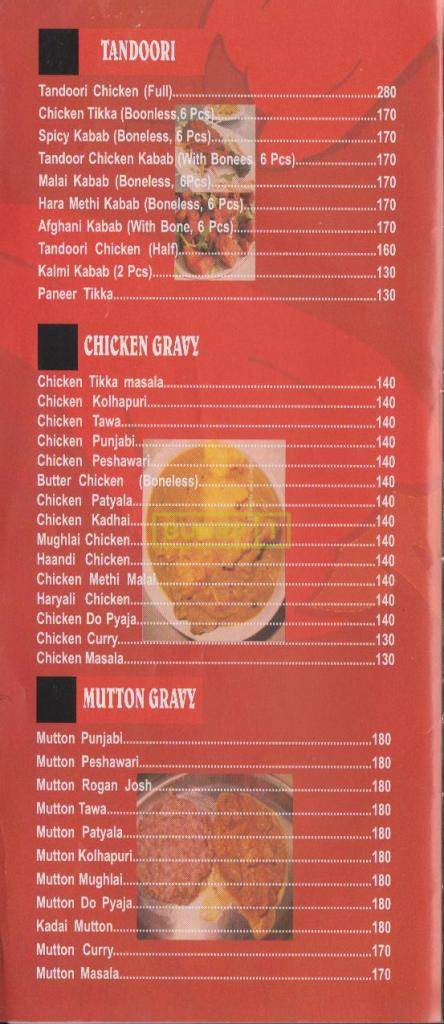 TANDOORI
Tandoori Chicken (Full)....280
Chicken Tikka (Boonless,6 Pcs)....170
Spicy Kabab (Boneless, 6 Pcs)....170
Tandoor Chicken Kabab (With Bonees, 6 Pcs)....170
Malai Kabab (Boneless, 6Pcs)....170
Hara Methi Kabab (Boneless, 6 Pcs)....170
Afghani Kabab (With Bone, 6 Pcs)....170
Tandoori Chicken (Half)....160
Kalmi Kabab (2 Pcs)....130
Paneer Tikka....130
CHICKEN GRAVY
Chicken Tikka masala....140
Chicken Kolhapuri....140
Chicken Tawa....140
Chicken Punjabi....140
Chicken Peshawari....140
Butter Chicken (Boneless)....140
Chicken Patyala....140
Chicken Kadhai....140
Mughlai Chicken....140
Haandi Chicken....140
Chicken Methi Malai....140
Haryali Chicken....140
Chicken Do Pyaja....140
Chicken Curry....130
Chicken Masala....130
MUTTON GRAVY
Mutton Punjabi....180
Mutton Peshawari....180
Mutton Rogan Josh....180
Mutton Tawa....180
Mutton Patyala....180
Mutton Kolhapuri....180
Mutton Mughlai....180
Mutton Do Pyaja....180
Kadai Mutton....180
Mutton Curry....170
Mutton Masala....170